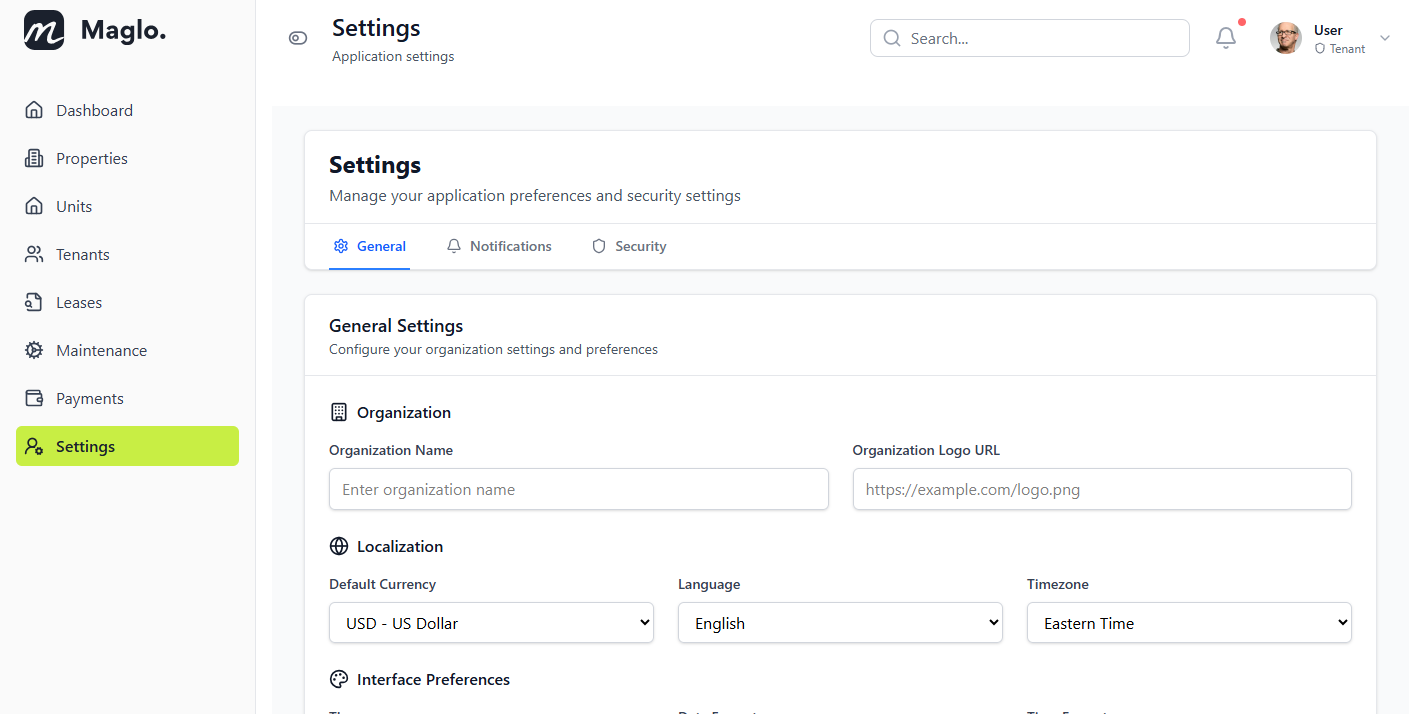 m Maglo.
Dashboard
Properties
Units
Tenants
Leases
Maintenance
Payments
Settings
Settings
Application settings
Search...
User
Tenant
Settings
Manage your application preferences and security settings
General Notifications Security
General Settings
Configure your organization settings and preferences
Organization
Organization Name Organization Logo URL
Enter organization name https://example.com/logo.png
Localization
Default Currency Language Timezone
USD - US Dollar English Eastern Time
Interface Preferences